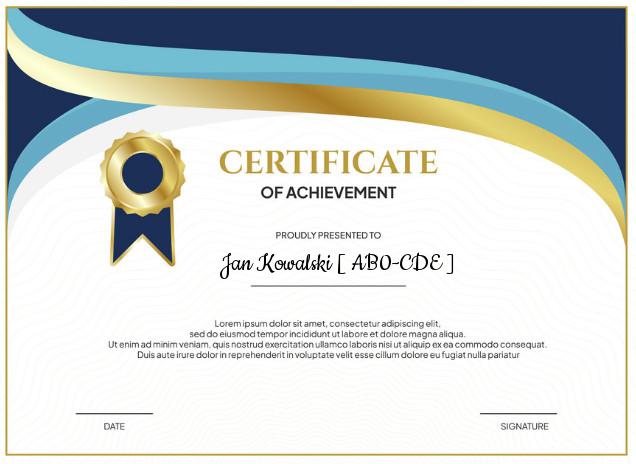 CERTIFICATE
OF ACHIEVEMENT
PROUDLY PRESENTED TO
Jan Kowalski [ AB0-CDE ]
Lorem ipsum dolor sit amet, consectetur adipiscing elit,
sed do eiusmod tempor incididunt ut labore et dolore magna aliqua.
Ut enim ad minim veniam, quis nostrud exercitation ullamco laboris nisi ut aliquip ex ea commodo consequat.
Duis aute irure dolor in reprehenderit in voluptate velit esse cillum dolore eu fugiat nulla pariatur
DATE
SIGNATURE